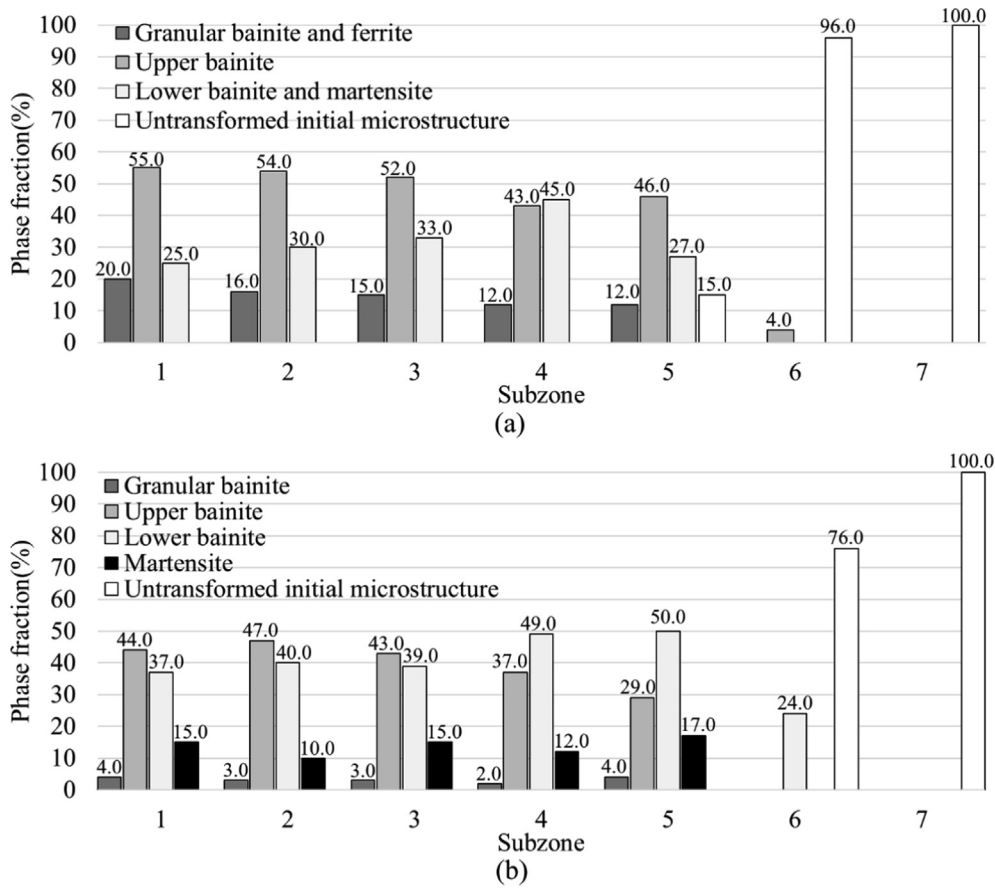 100
90
80
70
60
50
40
30
20
10
0
Phase fraction(%)
Granular bainite and ferrite
Upper bainite
Lower bainite and martensite
Untransformed initial microstructure
20.0 55.0 25.0
16.0 54.0 30.0
15.0 52.0 33.0
12.0 43.0 45.0
12.0 46.0 27.0 15.0
4.0 96.0
100.0
1 2 3 4 5 6 7
Subzone
(a)
100
90
80
70
60
50
40
30
20
10
0
Phase fraction(%)
Granular bainite
Upper bainite
Lower bainite
Martensite
Untransformed initial microstructure
4.0 44.0 37.0 15.0
3.0 47.0 40.0 10.0
3.0 43.0 39.0 15.0
2.0 37.0 49.0 12.0
4.0 29.0 50.0 17.0
24.0 76.0
100.0
1 2 3 4 5 6 7
Subzone
(b)